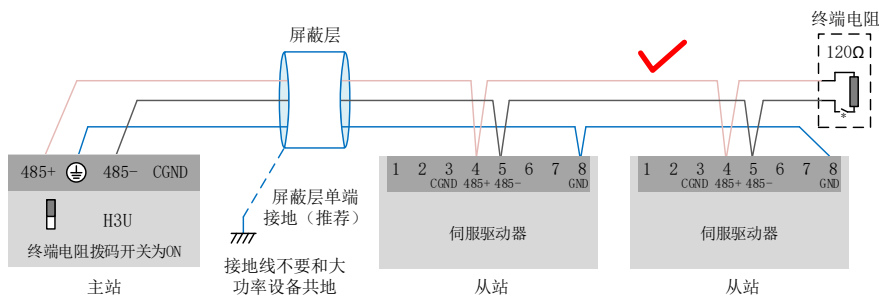 终端电阻
屏蔽层
120Ω
*
485+ 485- CGND
1 2 3 4 5 6 7 8
CGND 485+ 485- GND
1 2 3 4 5 6 7 8
CGND 485+ 485- GND
H3U
终端电阻拨码开关为ON
屏蔽层单端
接地（推荐）
伺服驱动器
伺服驱动器
接地线不要和大
功率设备共地
主站
从站
从站